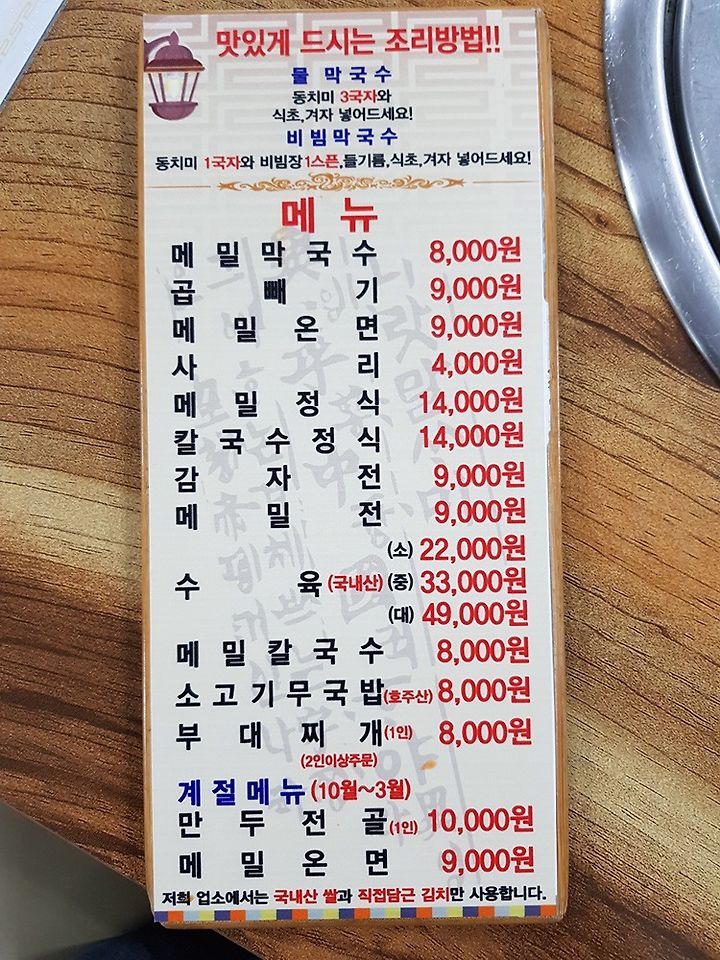 맛있게 드시는 조리방법!!
물 막국수
동치미 3국자와
식초,겨자 넣어드세요!
비빔막국수
동치미 1국자와 비빔장1스픈,들기름,식초,겨자 넣어드세요!
메 뉴
메밀막국수 8,000원
곱빼기 9,000원
메밀온면 9,000원
사리 4,000원
메밀정식 14,000원
칼국수정식 14,000원
감자전 9,000원
메밀전 9,000원
(소) 22,000원
수육(국내산) (중) 33,000원
(대) 49,000원
메밀칼국수 8,000원
소고기무국밥(호주산) 8,000원
부대찌개(1인) 8,000원
(2인이상주문)
계절메뉴(10월~3월)
만두전골(1인) 10,000원
메밀온면 9,000원
저희 업소에서는 국내산 쌀과 직접담근 김치만 사용합니다.